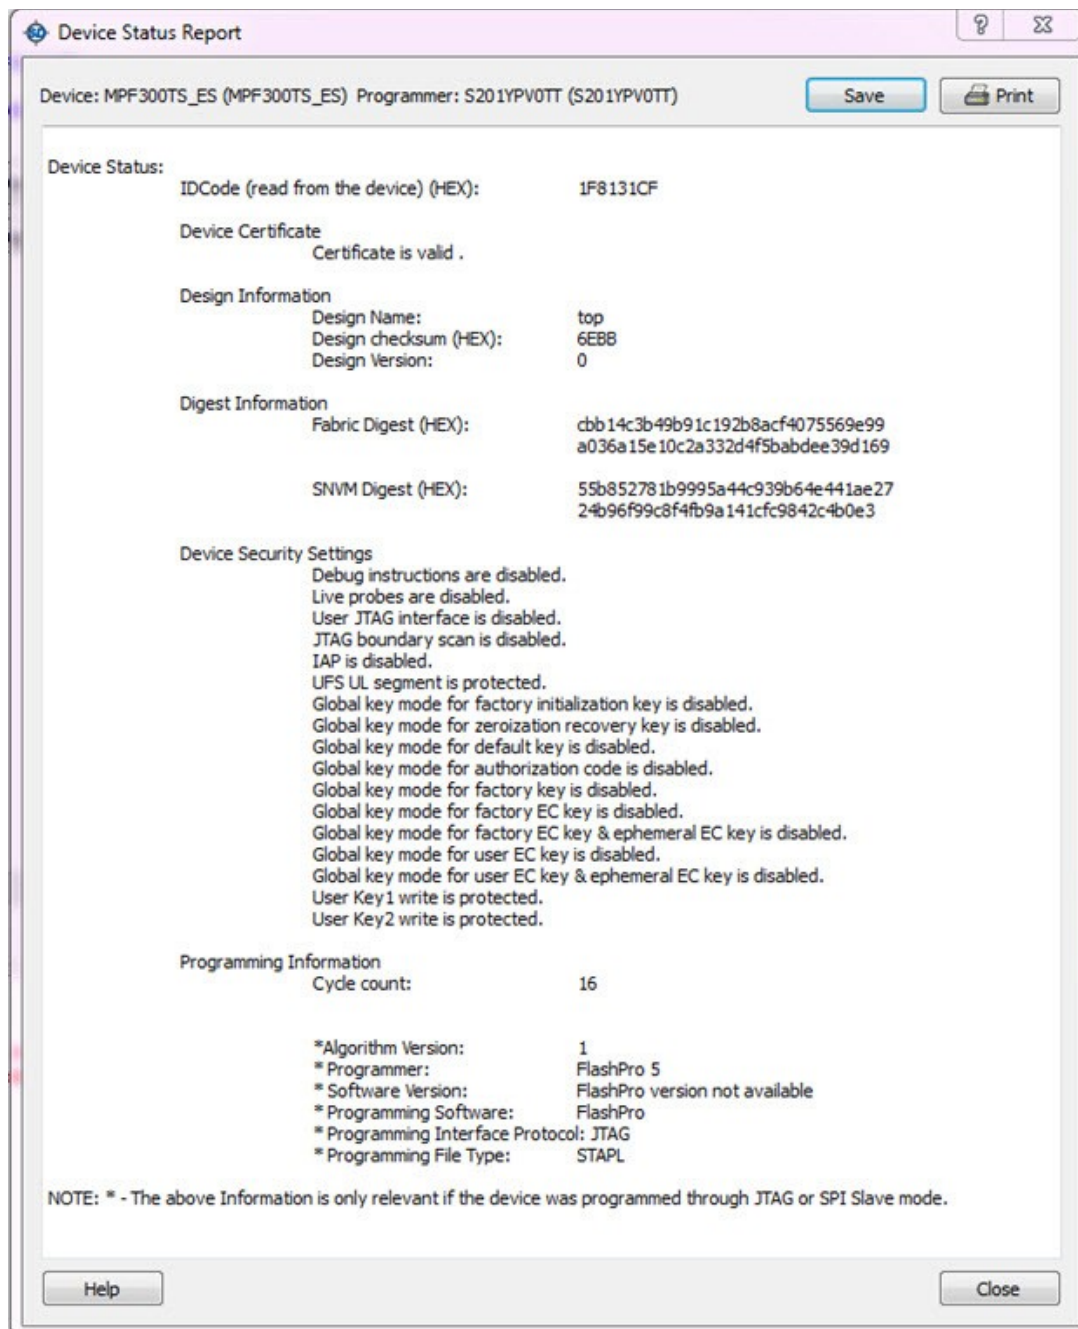 Device Status Report
Device: MPF300TS_ES (MPF300TS_ES) Programmer: S201YPV0TT (S201YPV0TT)
Save
Print
Device Status:
IDCode (read from the device) (HEX): 1F8131CF
Device Certificate
Certificate is valid .
Design Information
Design Name: top
Design checksum (HEX): 6EBB
Design Version: 0
Digest Information
Fabric Digest (HEX): cbb14c3b49b91c192b8acf4075569e99
a036a15e10c2a332d4f5babdee39d169
SNVM Digest (HEX): 55b852781b9995a44c939b64e441ae27
24b96f99c8f4fb9a141cfc9842c4b0e3
Device Security Settings
Debug instructions are disabled.
Live probes are disabled.
User JTAG interface is disabled.
JTAG boundary scan is disabled.
IAP is disabled.
UFS UL segment is protected.
Global key mode for factory initialization key is disabled.
Global key mode for zeroization recovery key is disabled.
Global key mode for default key is disabled.
Global key mode for authorization code is disabled.
Global key mode for factory key is disabled.
Global key mode for factory EC key is disabled.
Global key mode for factory EC key & ephemeral EC key is disabled.
Global key mode for user EC key is disabled.
Global key mode for user EC key & ephemeral EC key is disabled.
User Key1 write is protected.
User Key2 write is protected.
Programming Information
Cycle count: 16
*Algorithm Version: 1
* Programmer: FlashPro 5
* Software Version: FlashPro version not available
* Programming Software: FlashPro
* Programming Interface Protocol: JTAG
* Programming File Type: STAPL
NOTE: * - The above Information is only relevant if the device was programmed through JTAG or SPI Slave mode.
Help
Close